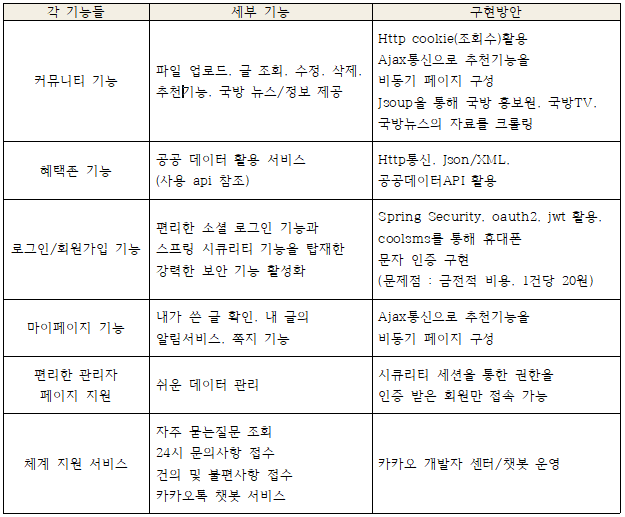 각 기능들
세부 기능
구현방안
커뮤니티 기능
파일 업로드, 글 조회, 수정, 삭제,
추천기능, 국방 뉴스/정보 제공
Http cookie(조회수)활용
Ajax통신으로 추천기능을
비동기 페이지 구성
Jsoup을 통해 국방 홍보원, 국방TV,
국방뉴스의 자료를 크롤링
혜택존 기능
공공 데이터 활용 서비스
(사용 api 참조)
Http통신, Json/XML,
공공데이터API 활용
로그인/회원가입 기능
편리한 소셜 로그인 기능과
스프링 시큐리티 기능을 탑재한
강력한 보안 기능 활성화
Spring Security, oauth2, jwt 활용,
coolsms를 통해 휴대폰
문자 인증 구현
(문제점 : 금전적 비용, 1건당 20원)
마이페이지 기능
내가 쓴 글 확인, 내 글의
알림서비스, 쪽지 기능
Ajax통신으로 추천기능을
비동기 페이지 구성
편리한 관리자
페이지 지원
쉬운 데이터 관리
시큐리티 세션을 통한 권한을
인증 받은 회원만 접속 가능
체계 지원 서비스
자주 묻는질문 조회
24시 문의사항 접수
건의 및 불편사항 접수
카카오톡 챗봇 서비스
카카오 개발자 센터/챗봇 운영